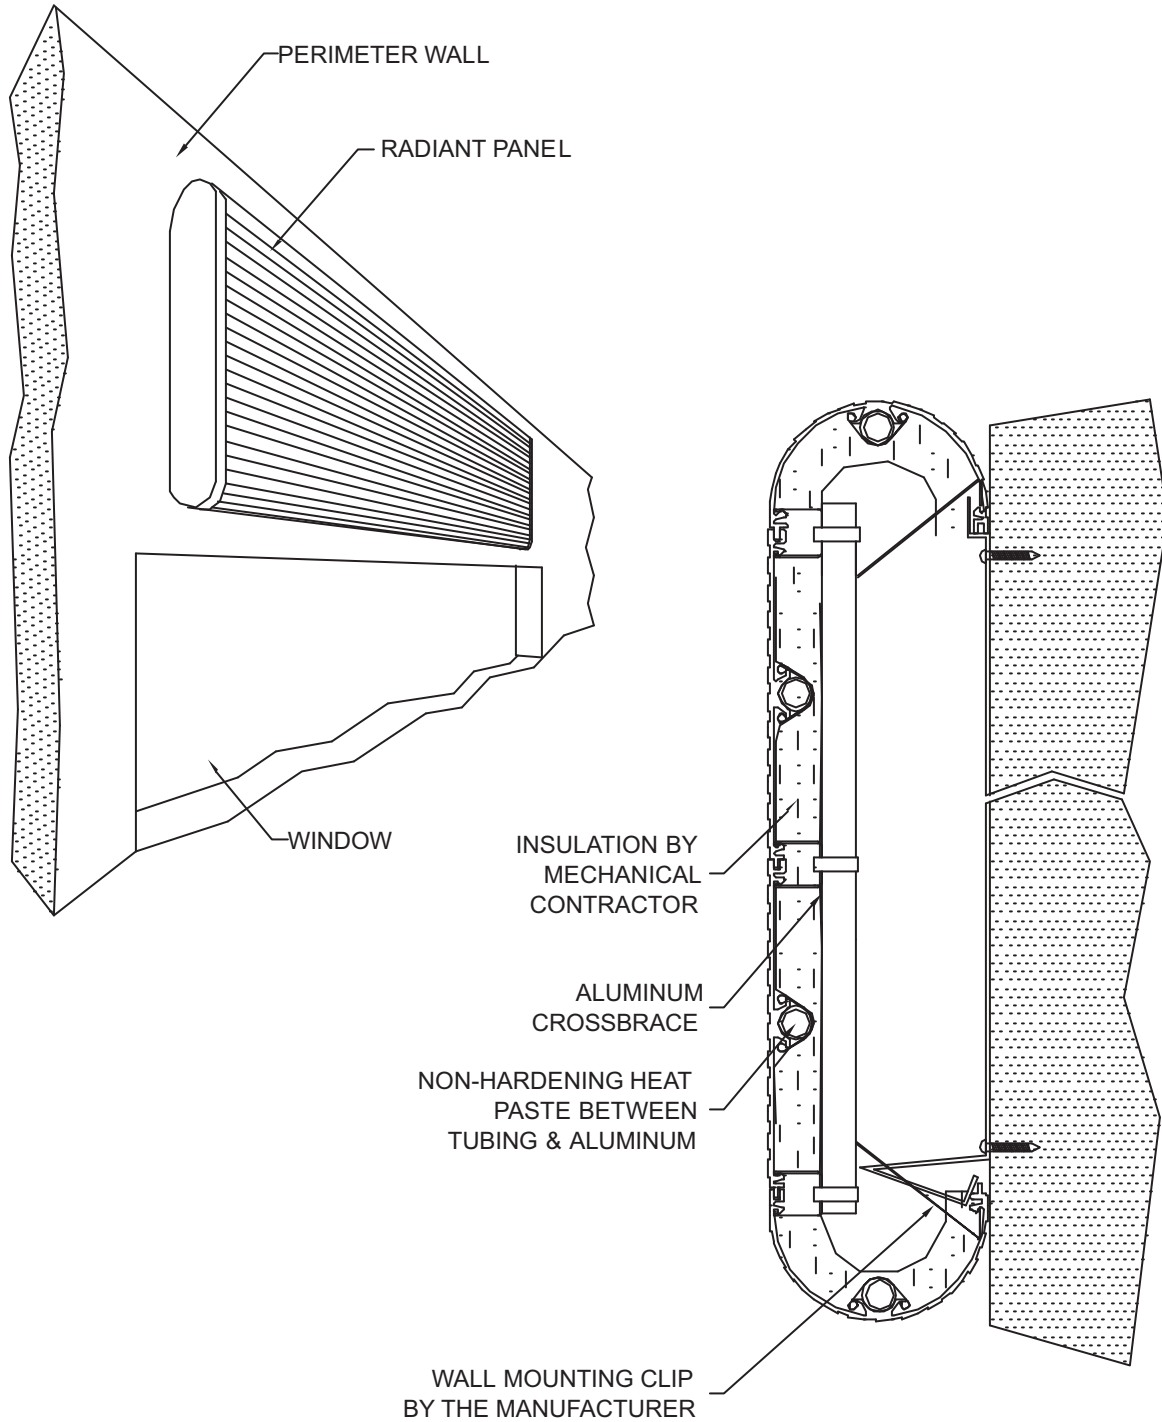 PERIMETER WALL
RADIANT PANEL
WINDOW
INSULATION BY
MECHANICAL
CONTRACTOR
ALUMINUM
CROSSBRACE
NON-HARDENING HEAT
PASTE BETWEEN
TUBING & ALUMINUM
WALL MOUNTING CLIP
BY THE MANUFACTURER